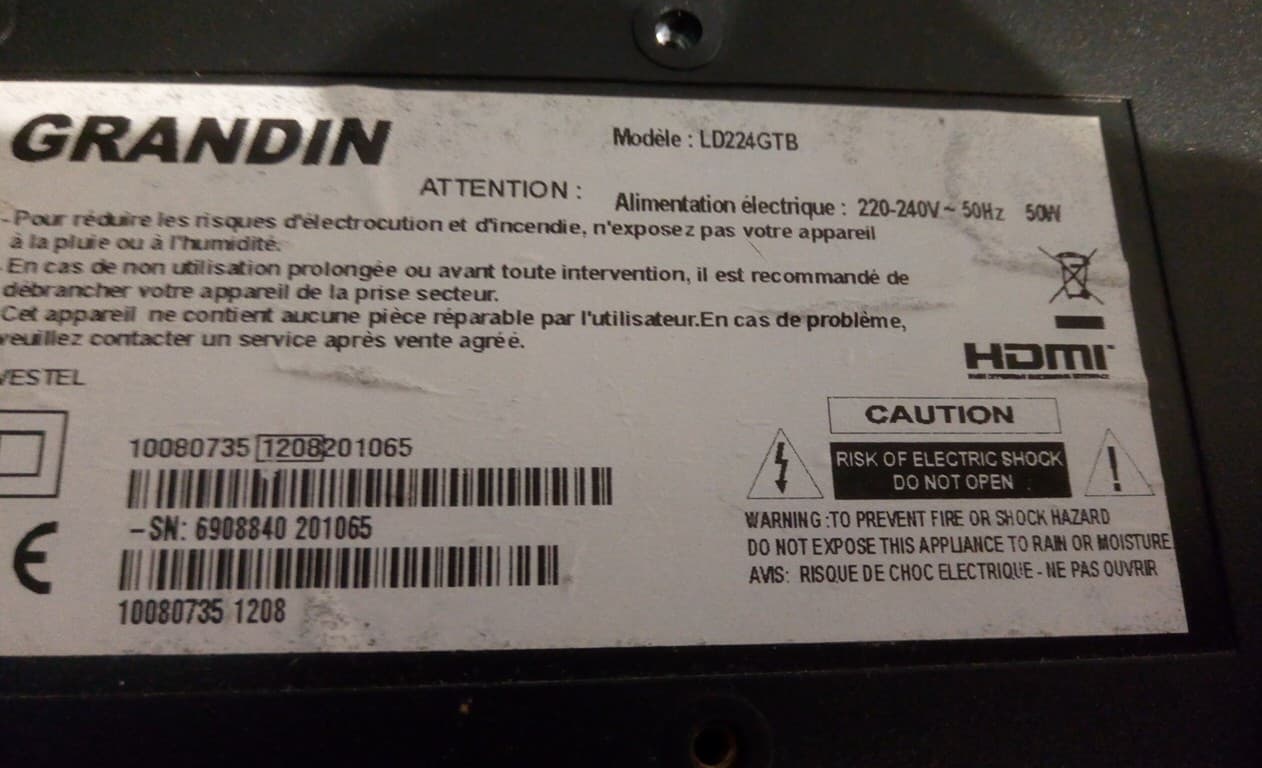 GRANDIN
Modèle : LD224GTB
ATTENTION :
Alimentation électrique : 220-240V ~ 50Hz 50W
- Pour réduire les risques d'électrocution et d'incendie, n'exposez pas votre appareil
à la pluie ou à l'humidité.
En cas de non utilisation prolongée ou avant toute intervention, il est recommandé de
débrancher votre appareil de la prise secteur.
Cet appareil ne contient aucune pièce réparable par l'utilisateur.En cas de problème,
veuillez contacter un service après vente agréé.
VESTEL
HDMI
CAUTION
RISK OF ELECTRIC SHOCK
DO NOT OPEN
10080735 1208201065
-SN: 6908840 201065
10080735 1208
CE
WARNING :TO PREVENT FIRE OR SHOCK HAZARD
DO NOT EXPOSE THIS APPLIANCE TO RAIN OR MOISTURE
AVIS: RISQUE DE CHOC ELECTRIQUE - NE PAS OUVRIR